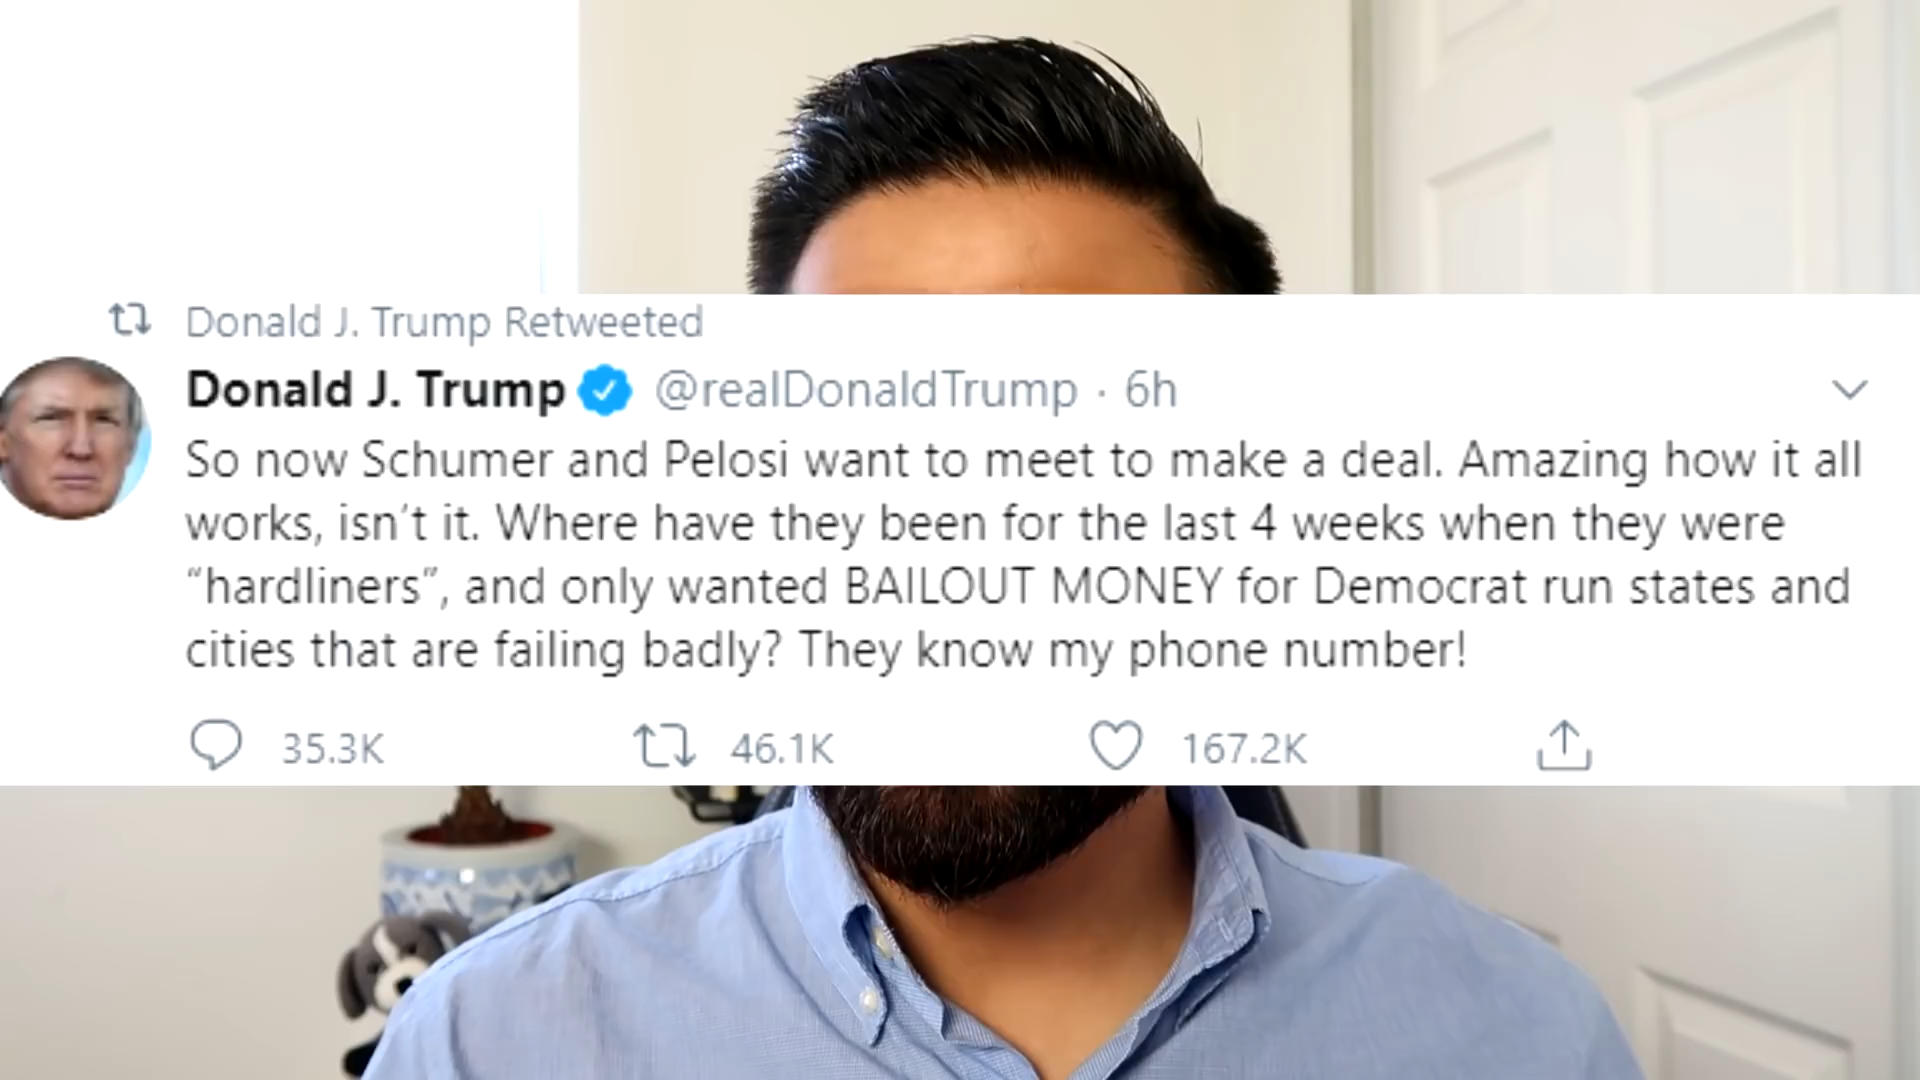 Donald J. Trump Retweeted
Donald J. Trump @realDonaldTrump · 6h
So now Schumer and Pelosi want to meet to make a deal. Amazing how it all
works, isn't it. Where have they been for the last 4 weeks when they were
“hardliners”, and only wanted BAILOUT MONEY for Democrat run states and
cities that are failing badly? They know my phone number!
35.3K 46.1K 167.2K